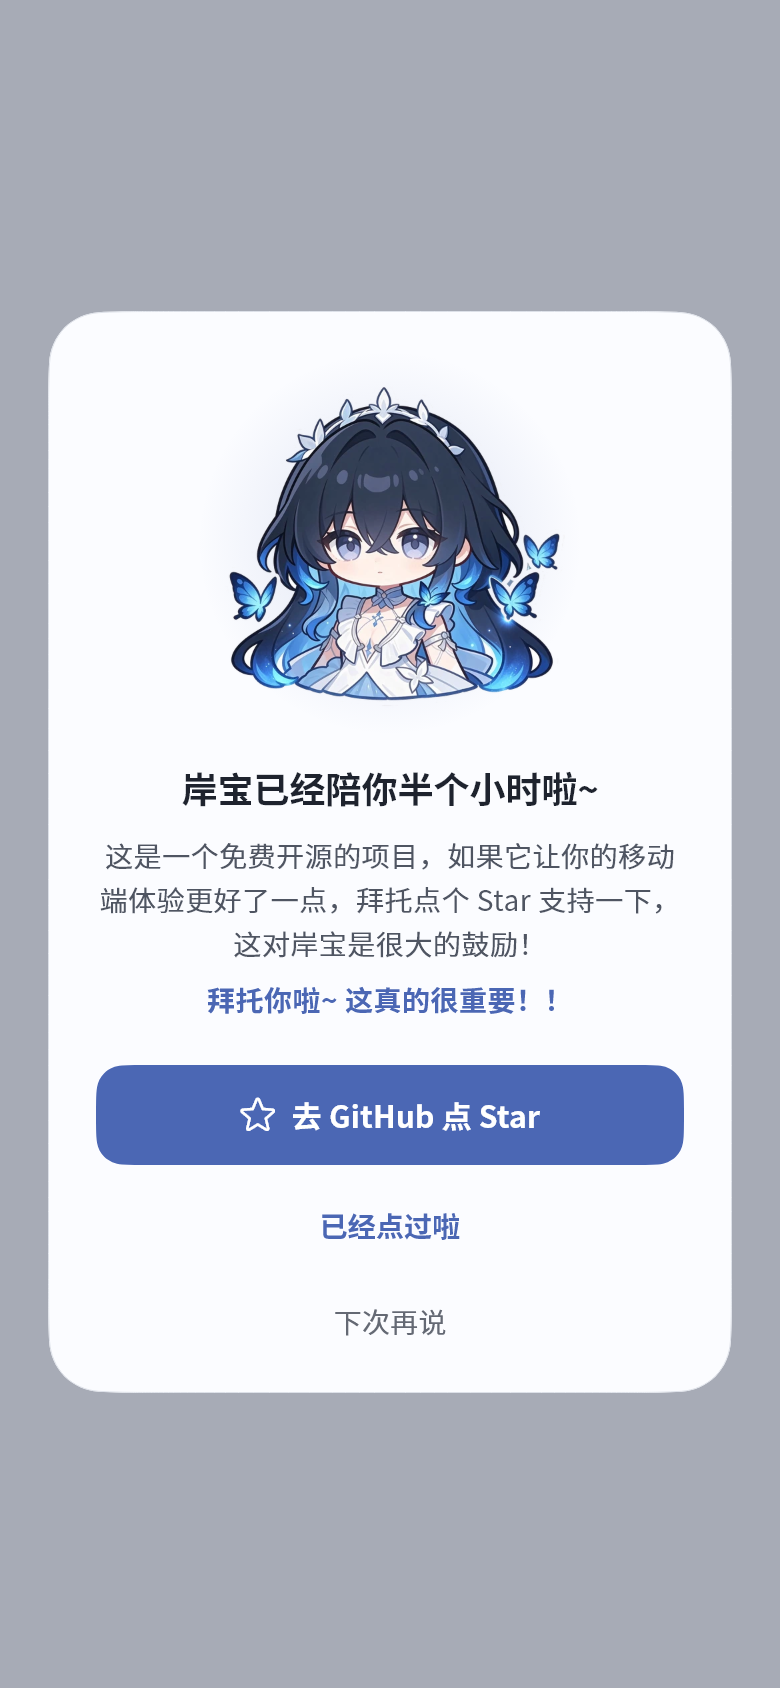 岸宝已经陪你半个小时啦~
这是一个免费开源的项目，如果它让你的移动
端体验更好了一点，拜托点个 Star 支持一下，
这对岸宝是很大的鼓励！
拜托你啦~ 这真的很重要！！
去 GitHub 点 Star
已经点过啦
下次再说